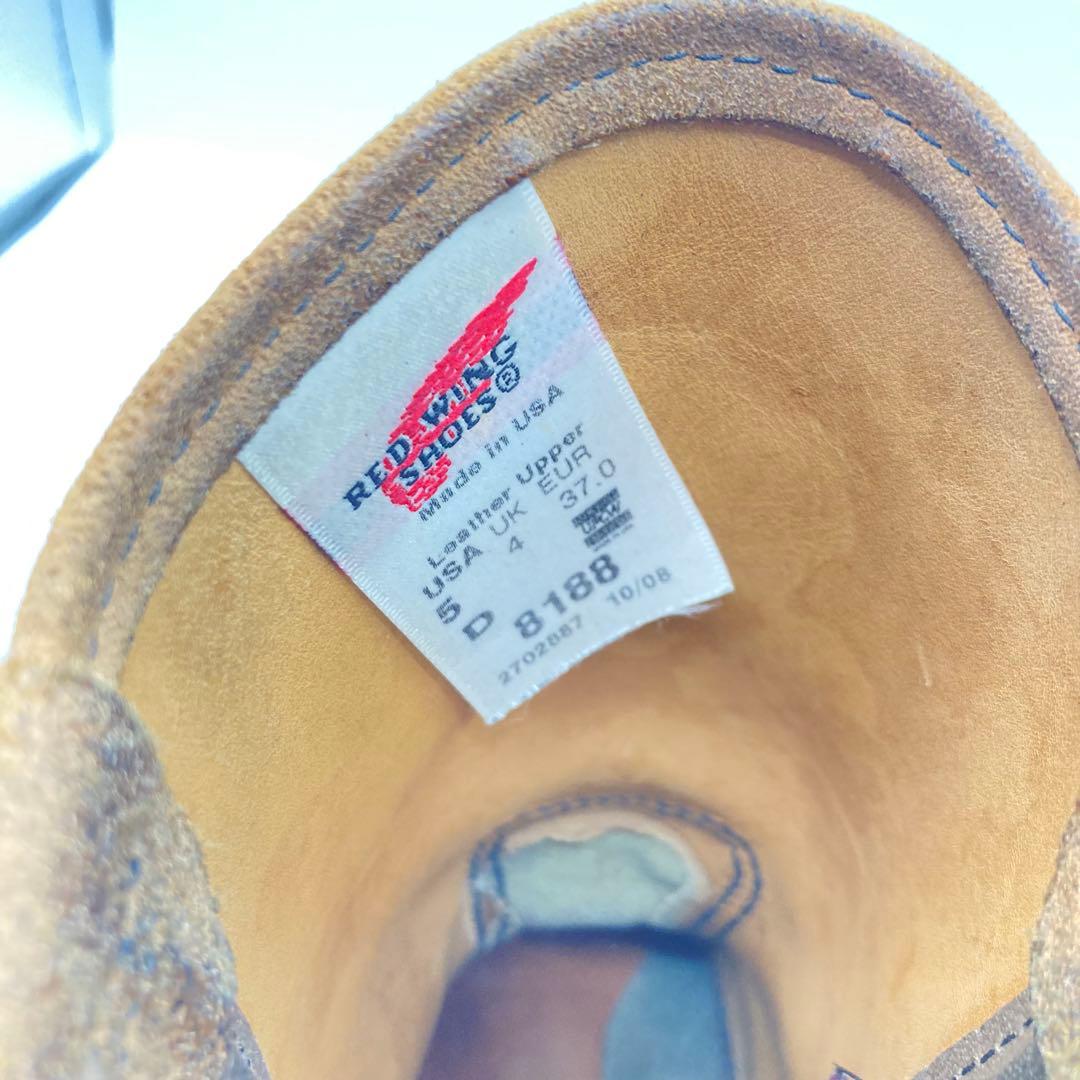 RED WING
SHOES®
Made in USA
Leather Upper
USA UK EUR
5 4 37.0
D 8188
2702887 10/08